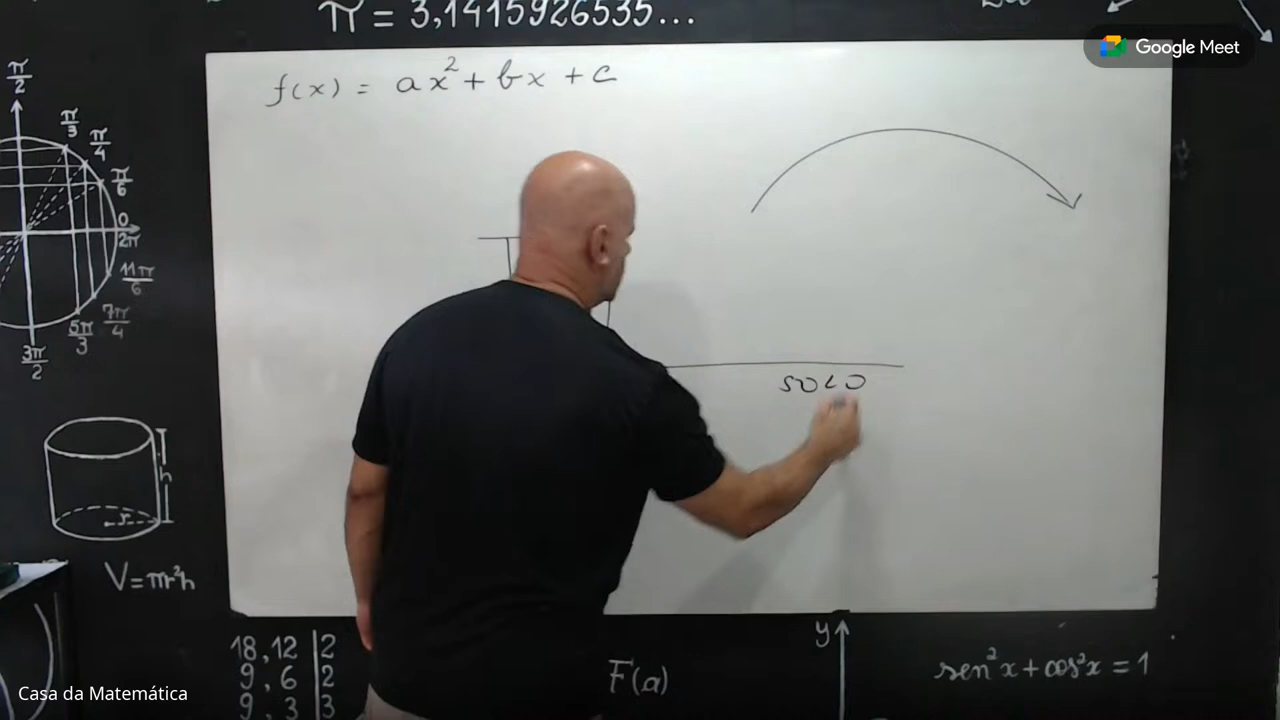 π = 3,1415926535...
Google Meet
f(x) = ax² + bx + c
π/2
π/3
π/4
π/6
0
2π
11π/6
7π/4
5π/3
3π/2
solo
h
r
V = πr²h
18, 12 | 2
9, 6 | 2
9, 3 | 3
F(a)
y
sen²x + cos²x = 1
Casa da Matemática